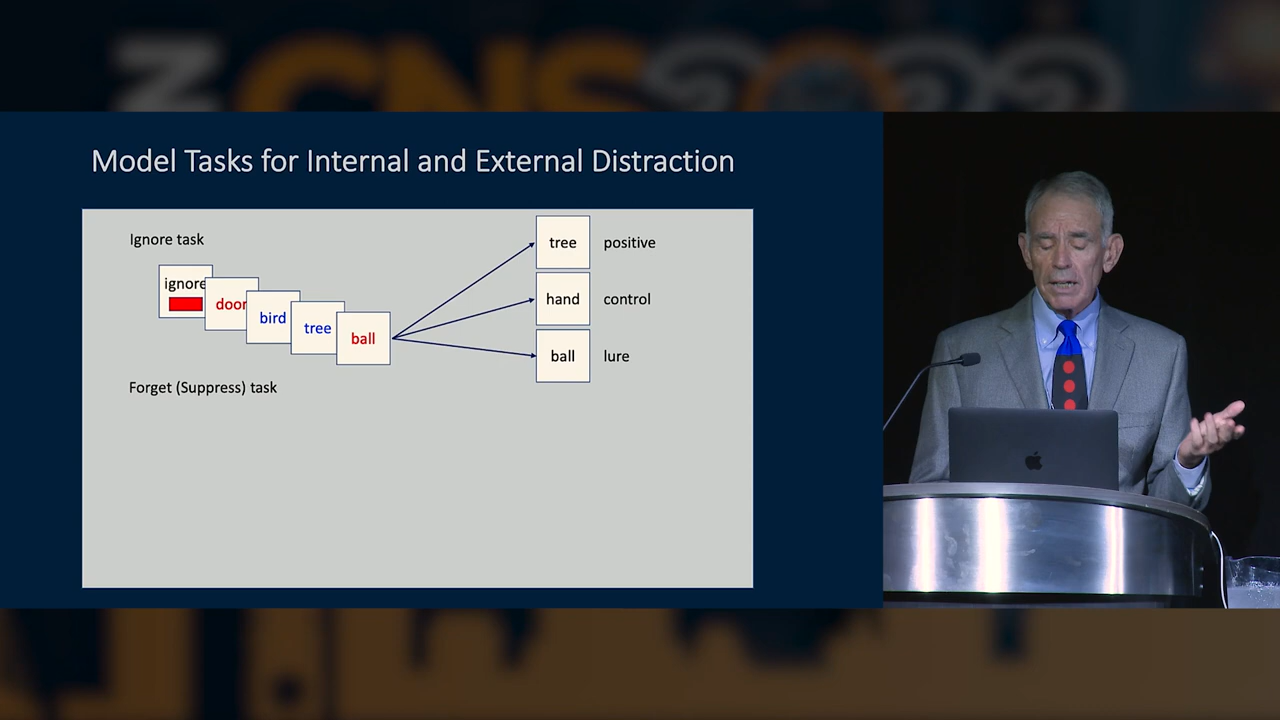 CNS2022
Model Tasks for Internal and External Distraction
Ignore task
ignore
door
bird
tree
ball
tree positive
hand control
ball lure
Forget (Suppress) task